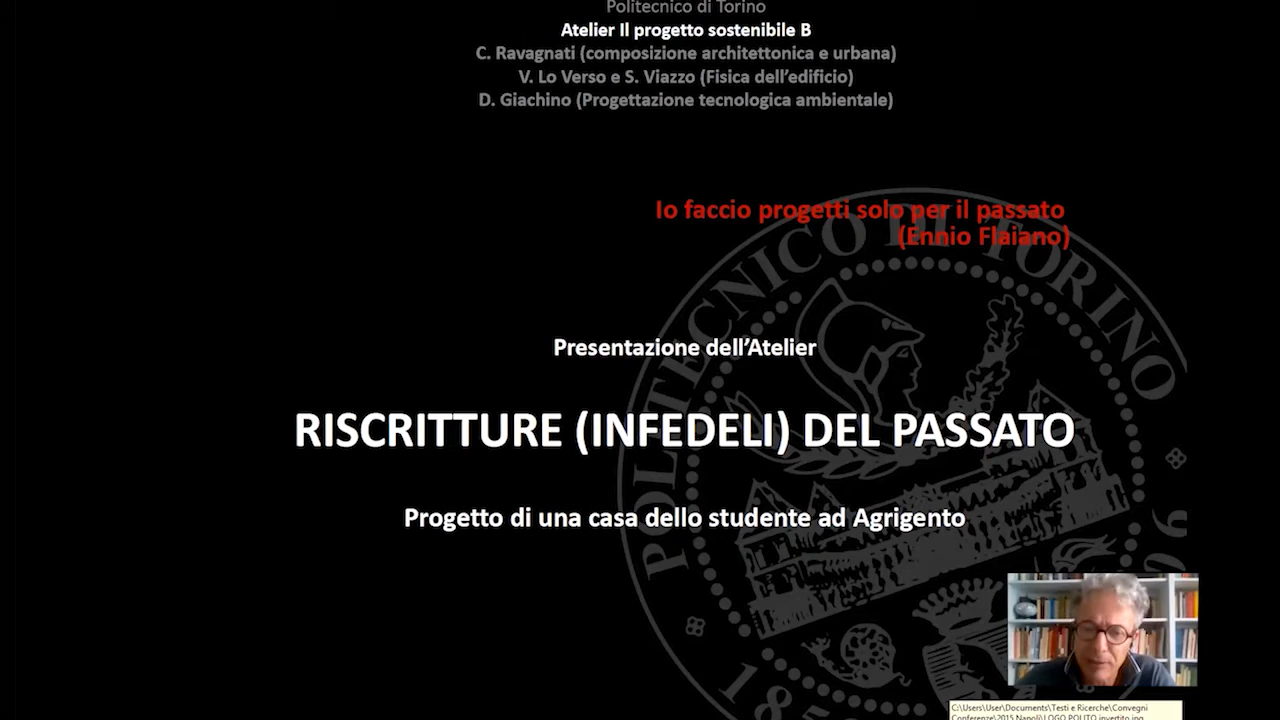 Politecnico di Torino
Atelier Il progetto sostenibile B
C. Ravagnati (composizione architettonica e urbana)
V. Lo Verso e S. Viazzo (Fisica dell’edificio)
D. Giachino (Progettazione tecnologica ambientale)
Io faccio progetti solo per il passato
(Ennio Flaiano)
POLITECNICO DI TORINO
Presentazione dell’Atelier
RISCRITTURE (INFEDELI) DEL PASSATO
Progetto di una casa dello studente ad Agrigento
C:\Users\User\Documents\Testi e Ricerche\Convegni
Conferenze\2015 Napoli\LOGO POLITO invertito.jpg